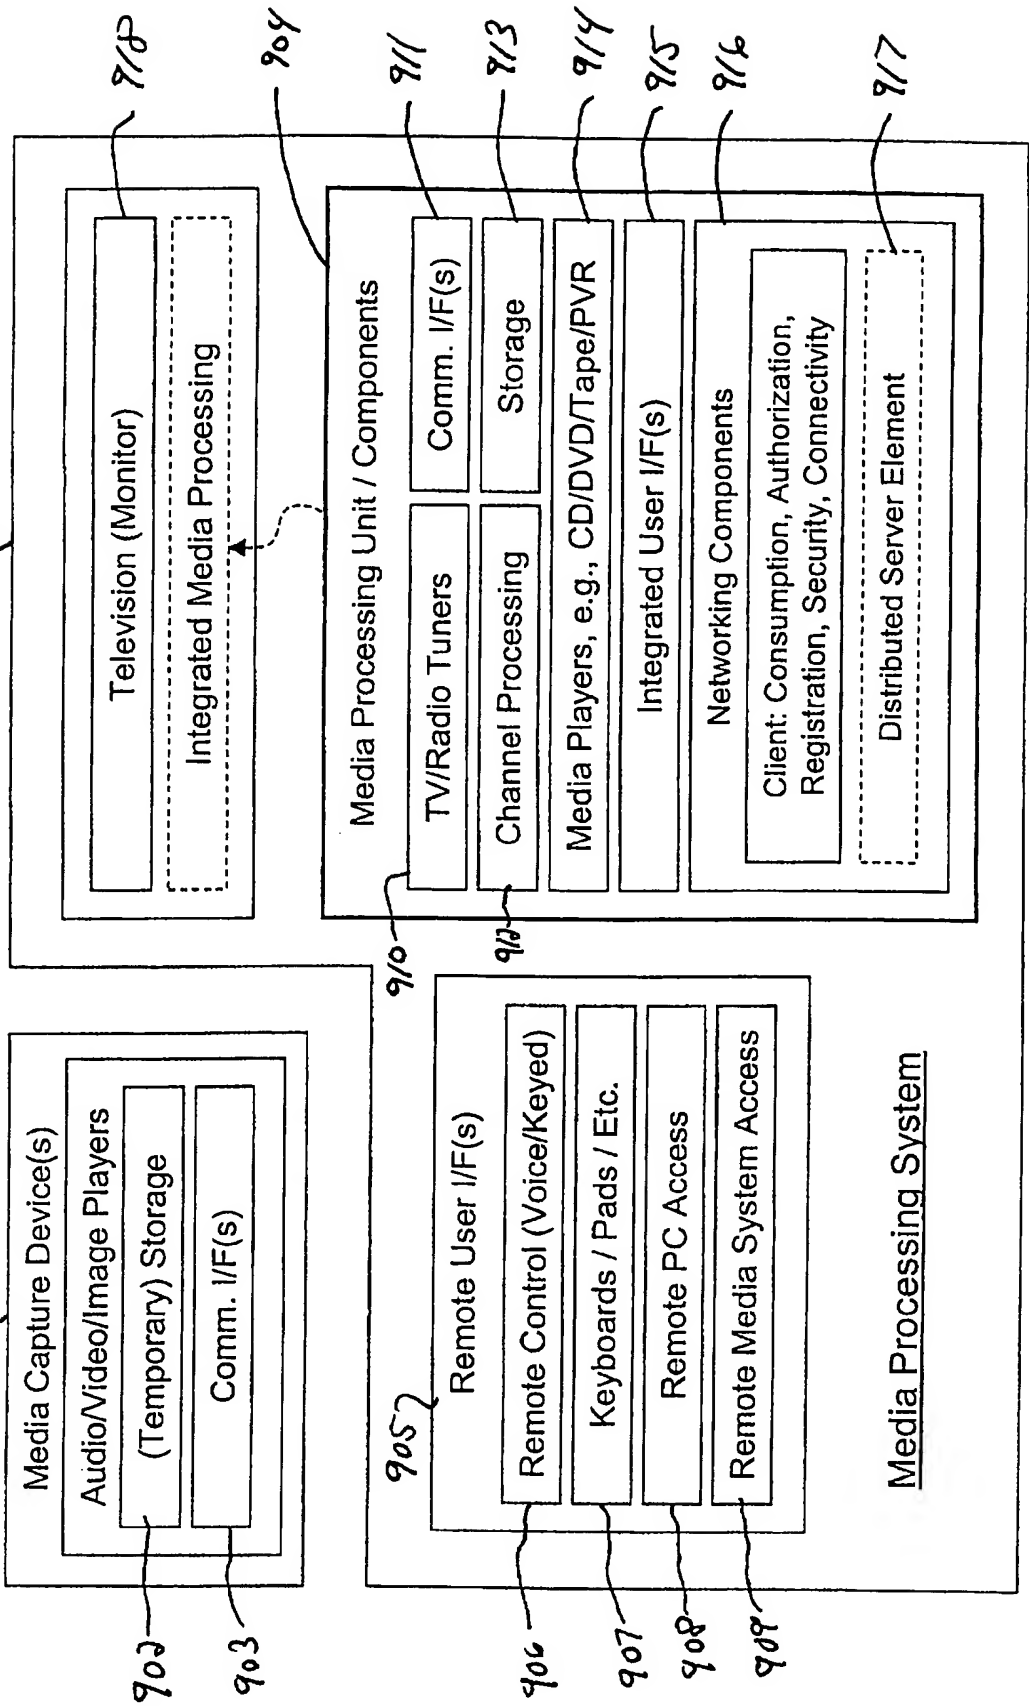 Media Capture Device(s)
Audio/Video/Image Players
(Temporary) Storage
Comm. I/F(s)
902
903
918
Television (Monitor)
Integrated Media Processing
904
Media Processing Unit / Components
910
TV/Radio Tuners
Comm. I/F(s)
911
912
Channel Processing
Storage
913
Media Players, e.g., CD/DVD/Tape/PVR
914
Integrated User I/F(s)
915
Networking Components
916
Client: Consumption, Authorization,
Registration, Security, Connectivity
Distributed Server Element
917
905
Remote User I/F(s)
Remote Control (Voice/Keyed)
906
Keyboards / Pads / Etc.
907
Remote PC Access
908
Remote Media System Access
909
Media Processing System